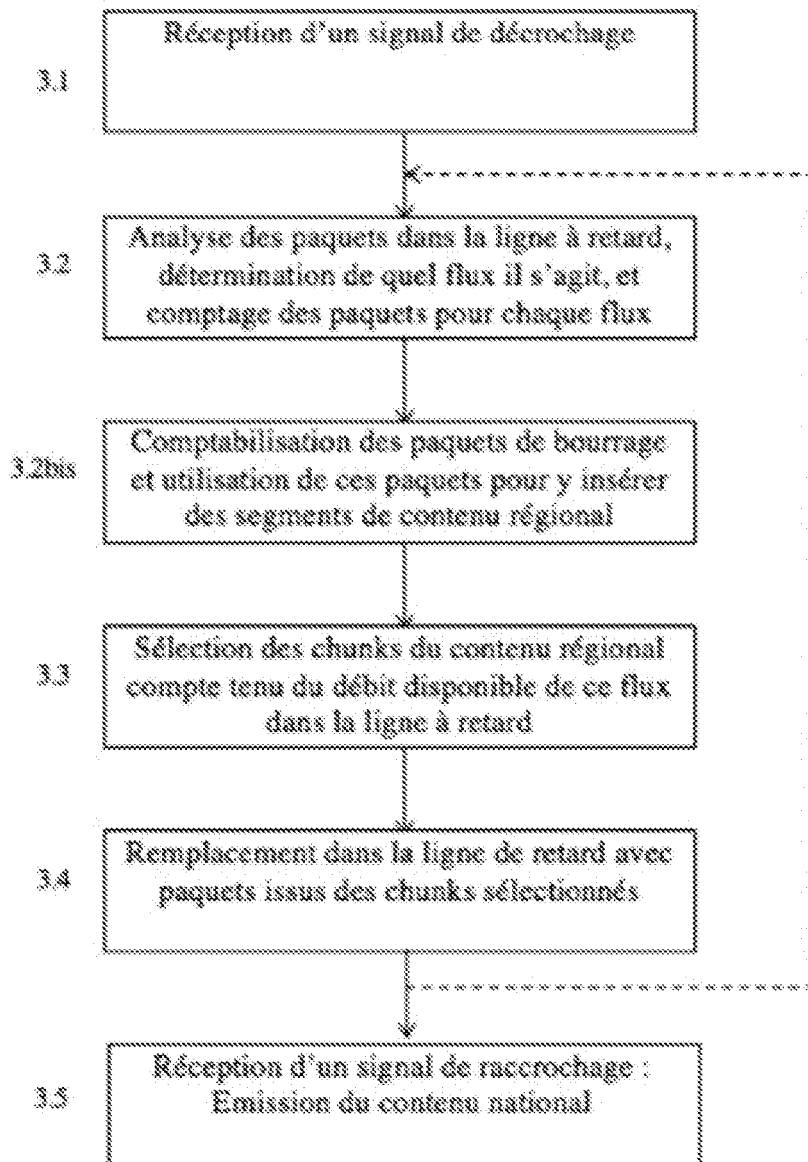 Réception d'un signal de décrochage
3.1
Analyse des paquets dans la ligne à retard,
3.2
détermination de quel flux il s'agit, et
comptage des paquets pour chaque flux
Comptabilisation des paquets de bourrage
3.2bis
et utilisation de ces paquets pour y insérer
des segments de contenu régional
Sélection des chunks du contenu régional
3.3
compte tenu du débit disponible de ce flux
dans la ligne à retard
Remplacement dans la ligne de retard avec
3.4
paquets issus des chunks sélectionnés
Réception d'un signal de raccrochage :
3.5
Emission du contenu national